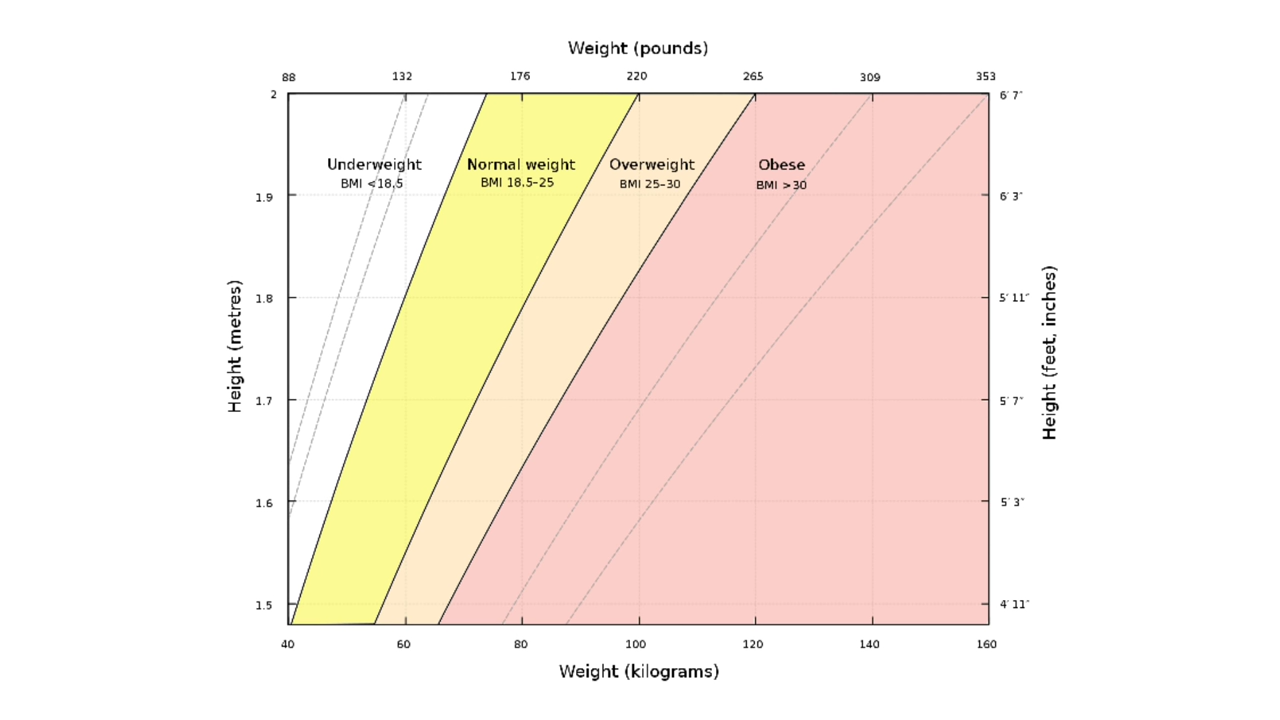 Weight (pounds)
88 132 176 220 265 309 353
2 6′ 7″
Underweight Normal weight Overweight Obese
BMI <18.5 BMI 18.5–25 BMI 25–30 BMI >30
1.9 6′ 3″
1.8 5′ 11″
Height (metres)
Height (feet, inches)
1.7 5′ 7″
1.6 5′ 3″
1.5 4′ 11″
40 60 80 100 120 140 160
Weight (kilograms)